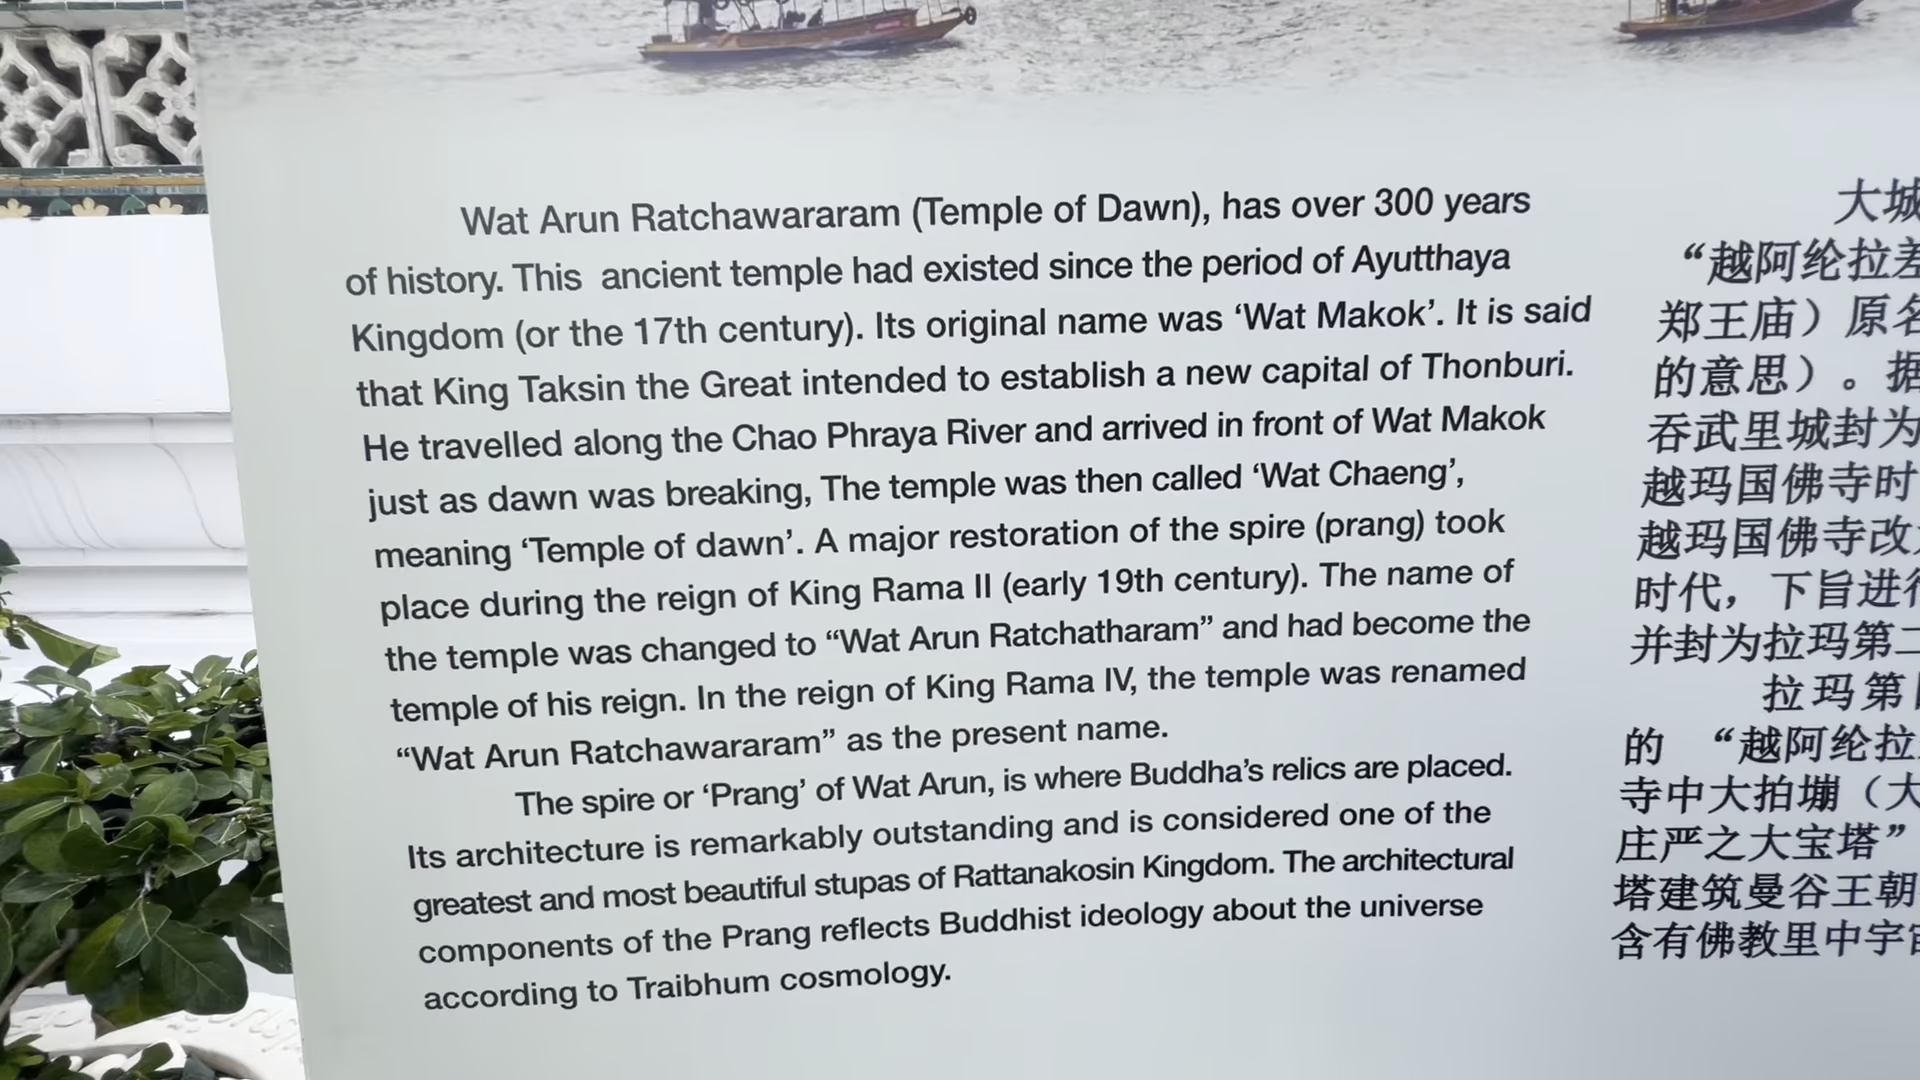 Wat Arun Ratchawararam (Temple of Dawn), has over 300 years
of history. This  ancient temple had existed since the period of Ayutthaya
Kingdom (or the 17th century). Its original name was ‘Wat Makok’. It is said
that King Taksin the Great intended to establish a new capital of Thonburi.
He travelled along the Chao Phraya River and arrived in front of Wat Makok
just as dawn was breaking, The temple was then called ‘Wat Chaeng’,
meaning ‘Temple of dawn’. A major restoration of the spire (prang) took
place during the reign of King Rama II (early 19th century). The name of
the temple was changed to “Wat Arun Ratchatharam” and had become the
temple of his reign. In the reign of King Rama IV, the temple was renamed
“Wat Arun Ratchawararam” as the present name.
The spire or ‘Prang’ of Wat Arun, is where Buddha’s relics are placed.
Its architecture is remarkably outstanding and is considered one of the
greatest and most beautiful stupas of Rattanakosin Kingdom. The architectural
components of the Prang reflects Buddhist ideology about the universe
according to Traibhum cosmology.
大城
“越阿纶拉差
郑王庙）原名
的意思）。据
吞武里城封为
越玛国佛寺时
越玛国佛寺改
时代，下旨进行
并封为拉玛第二
拉玛第
的 “越阿纶拉
寺中大拍塴（大
庄严之大宝塔”
塔建筑曼谷王朝
含有佛教里中宇宙